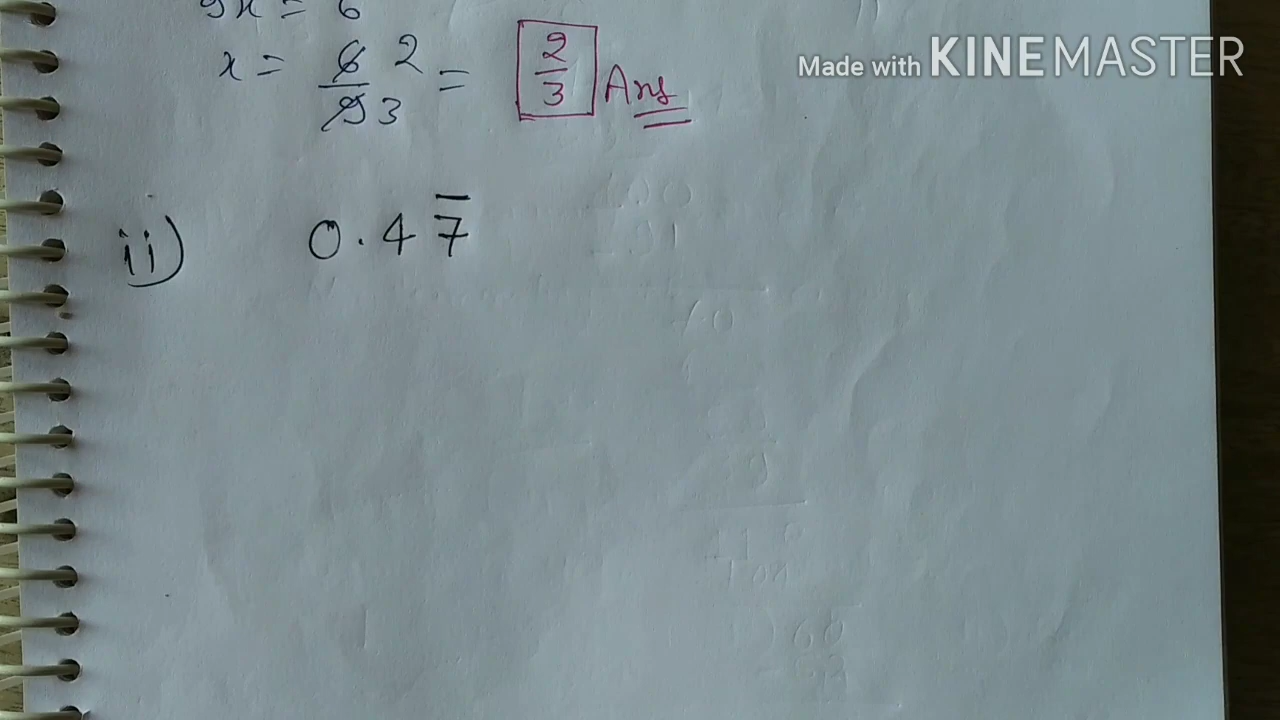 9x = 6
x = 6/9 2/3 = 2/3 Ans
Made with KINEMASTER
ii) 0.47̅